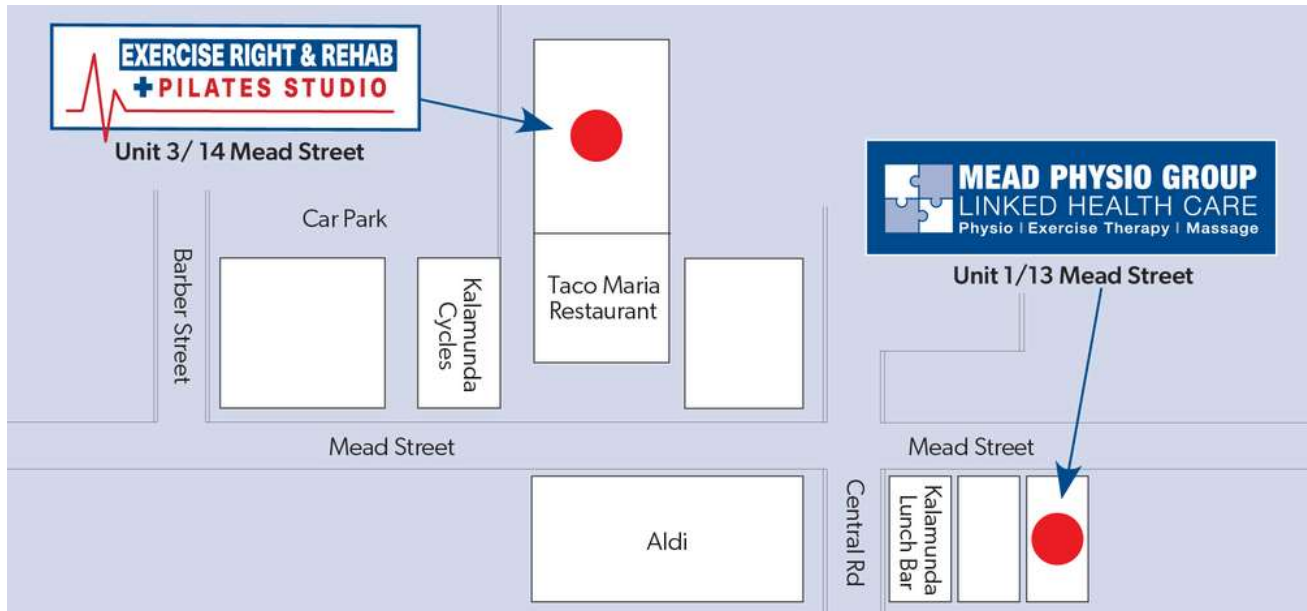 EXERCISE RIGHT & REHAB
+PILATES STUDIO
Unit 3/ 14 Mead Street
MEAD PHYSIO GROUP
LINKED HEALTH CARE
Physio | Exercise Therapy | Massage
Unit 1/13 Mead Street
Car Park
Barber Street
Kalamunda
Cycles
Taco Maria
Restaurant
Mead Street
Mead Street
Aldi
Central Rd
Kalamunda
Lunch Bar